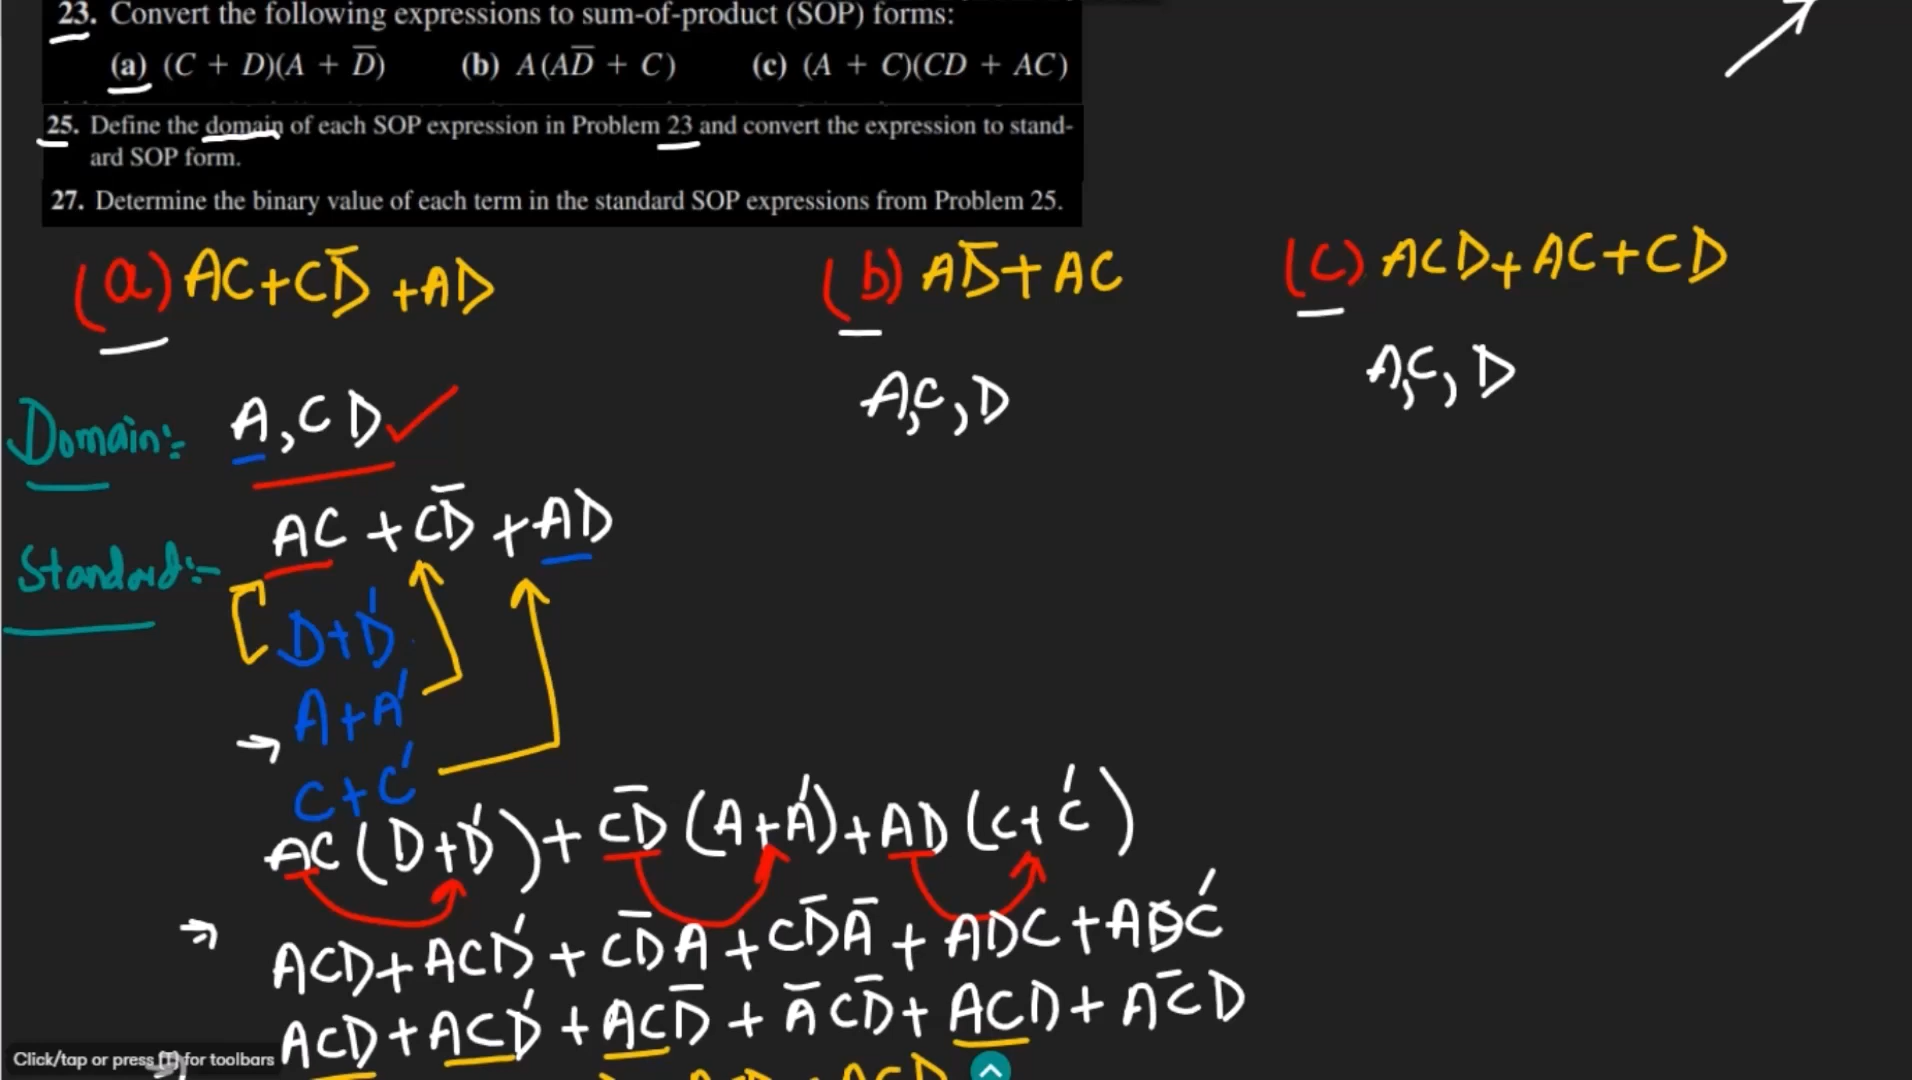 23. Convert the following expressions to sum-of-product (SOP) forms:
(a) (C + D)(A + D̅) (b) A(AD̅ + C) (c) (A + C)(CD + AC)
25. Define the domain of each SOP expression in Problem 23 and convert the expression to stand-
ard SOP form.
27. Determine the binary value of each term in the standard SOP expressions from Problem 25.
(a) AC+CD̅ +AD (b) AD̅+AC (c) ACD+AC+CD
Domain:- A,CD A,C,D A,C,D
AC + CD̅ + AD
Standard:-
D+D'
A+A'
C+C'
AC(D+D')+ CD̅(A+A')+AD(C+C')
ACD+ACD' + CD̅A + CD̅A̅ + ADC +ADC'
ACD + ACD' + ACD̅ + A̅CD̅ + ACD + AC̅D
Click/tap or press [T] for toolbars